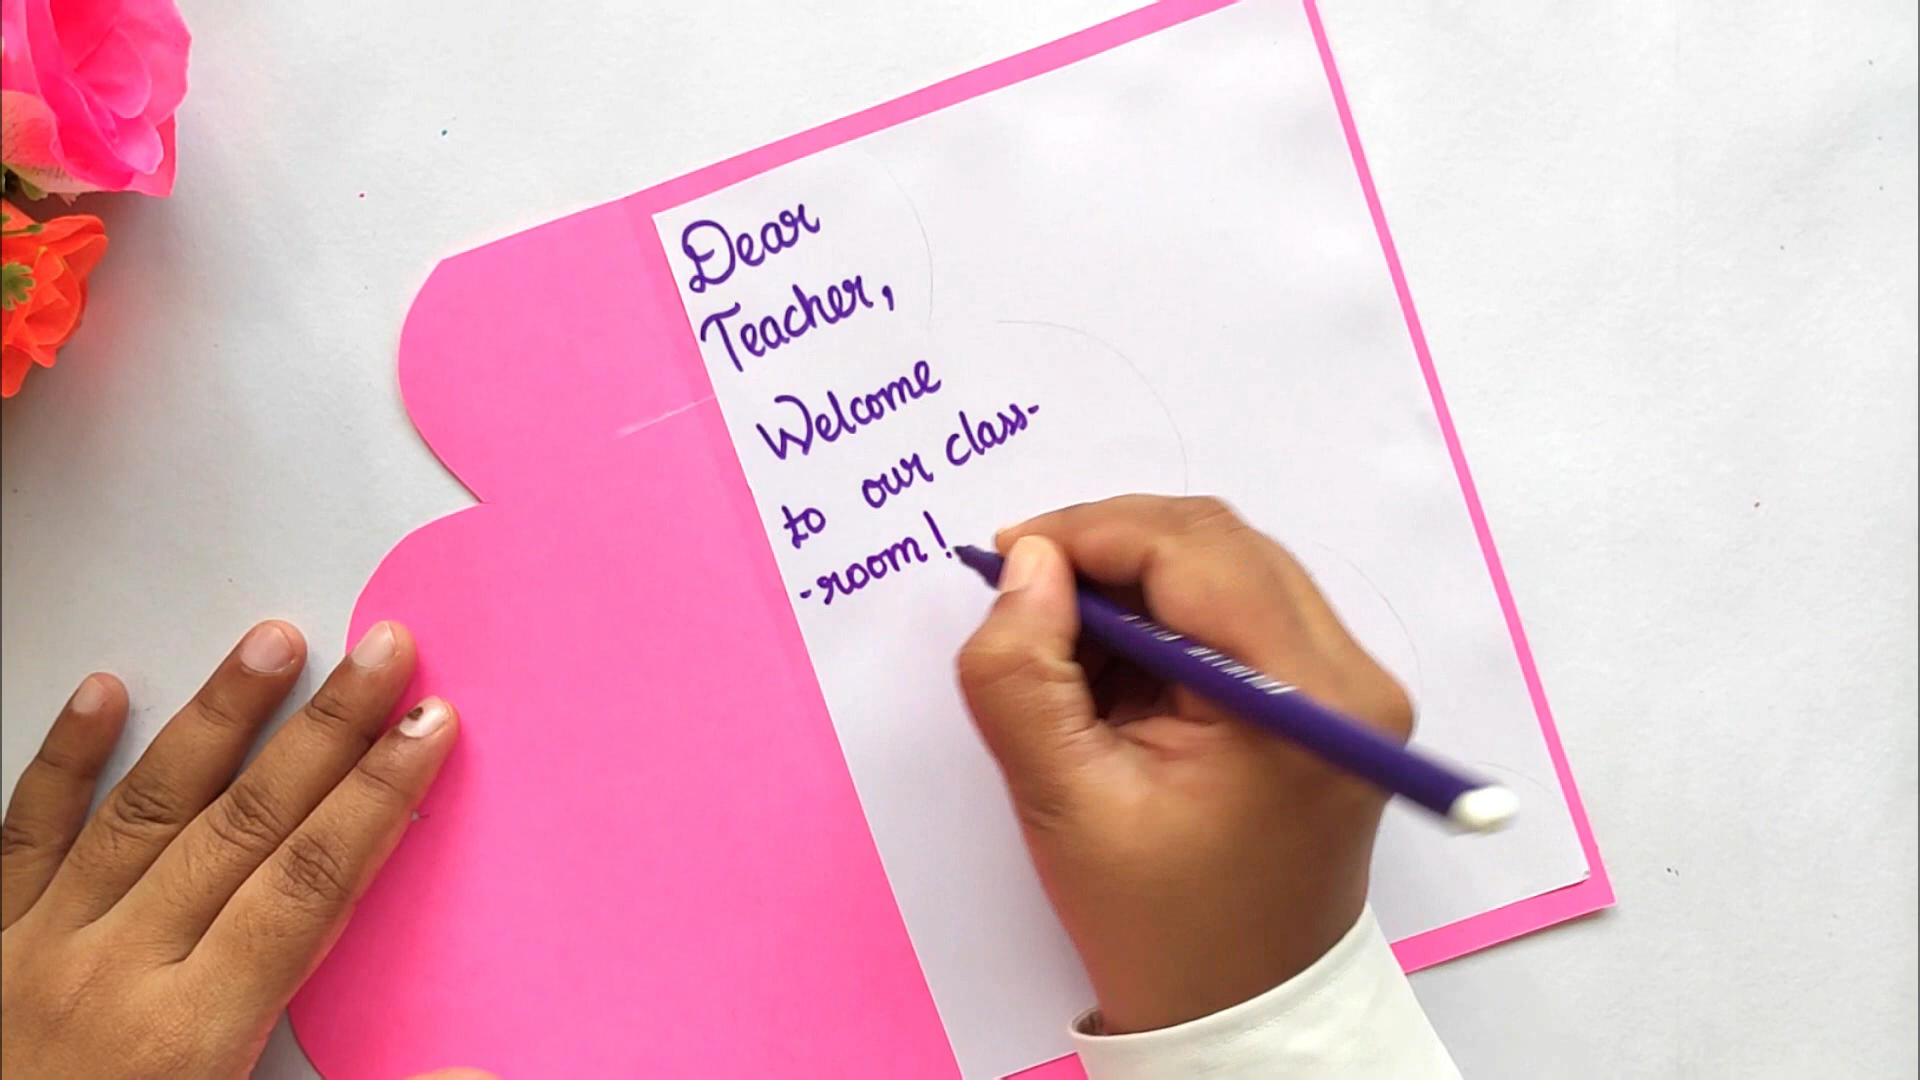 Dear
Teacher,
Welcome
to our class-
-room!